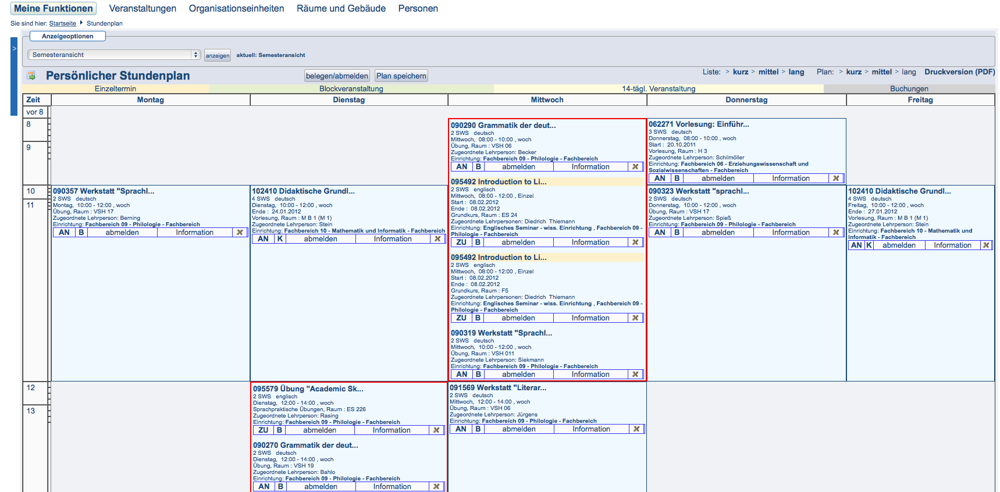 Meine Funktionen Veranstaltungen Organisationseinheiten Räume und Gebäude Personen
Sie sind hier: Startseite Stundenplan
>
Anzeigeoptionen
Semesteransicht anzeigen aktuell: Semesteransicht
Persönlicher Stundenplan belegen/abmelden Plan speichern Liste: > kurz > mittel > lang Plan: > kurz > mittel > lang Druckversion (PDF)
Einzeltermin Blockveranstaltung 14-tägl. Veranstaltung Buchungen
Zeit Montag Dienstag Mittwoch Donnerstag Freitag
vor 8
8
9
090290 Grammatik der deut...
2 SWS deutsch
Mittwoch, 08:00 - 10:00 , woch
Übung, Raum : VSH 06
Zugeordnete Lehrperson: Becker
Einrichtung: Fachbereich 09 - Philologie - Fachbereich
AN B abmelden Information
062271 Vorlesung: Einführ...
3 SWS deutsch
Donnerstag, 08:00 - 10:00 , woch
Start : 20.10.2011
Vorlesung, Raum : H 3
Zugeordnete Lehrperson: Schilmöller
Einrichtung: Fachbereich 06 - Erziehungswissenschaft und
Sozialwissenschaften - Fachbereich
AN B abmelden Information
10
11
090357 Werkstatt "Sprachl...
2 SWS deutsch
Montag, 10:00 - 12:00 , woch
Übung, Raum : VSH 17
Zugeordnete Lehrperson: Berning
Einrichtung: Fachbereich 09 - Philologie - Fachbereich
AN B abmelden Information
102410 Didaktische Grundl...
4 SWS deutsch
Dienstag, 10:00 - 12:00 , woch
Ende : 24.01.2012
Vorlesung, Raum : M B 1 (M 1)
Zugeordnete Lehrperson: Stein
Einrichtung: Fachbereich 10 - Mathematik und Informatik - Fachbereich
AN K abmelden Information
095492 Introduction to Li...
2 SWS englisch
Mittwoch, 08:00 - 12:00 , Einzel
Start : 08.02.2012
Ende : 08.02.2012
Grundkurs, Raum : ES 24
Zugeordnete Lehrpersonen: Diedrich Thiemann
Einrichtung: Englisches Seminar - wiss. Einrichtung , Fachbereich 09 -
Philologie - Fachbereich
ZU B abmelden Information
095492 Introduction to Li...
2 SWS englisch
Mittwoch, 08:00 - 12:00 , Einzel
Start : 08.02.2012
Ende : 08.02.2012
Grundkurs, Raum : F5
Zugeordnete Lehrpersonen: Diedrich Thiemann
Einrichtung: Englisches Seminar - wiss. Einrichtung , Fachbereich 09 -
Philologie - Fachbereich
ZU B abmelden Information
090319 Werkstatt "Sprachl...
2 SWS deutsch
Mittwoch, 10:00 - 12:00 , woch
Übung, Raum : VSH 011
Zugeordnete Lehrperson: Siekmann
Einrichtung: Fachbereich 09 - Philologie - Fachbereich
AN B abmelden Information
090323 Werkstatt "sprachl...
2 SWS deutsch
Donnerstag, 10:00 - 12:00 , woch
Übung, Raum : VSH 17
Zugeordnete Lehrperson: Spieß
Einrichtung: Fachbereich 09 - Philologie - Fachbereich
AN B abmelden Information
102410 Didaktische Grundl...
4 SWS deutsch
Freitag, 10:00 - 12:00 , woch
Ende : 27.01.2012
Vorlesung, Raum : M B 1 (M 1)
Zugeordnete Lehrperson: Stein
Einrichtung: Fachbereich 10 - Mathematik und
Informatik - Fachbereich
AN K abmelden Information
12
13
095579 Übung "Academic Sk...
2 SWS englisch
Dienstag, 12:00 - 14:00 , woch
Sprachpraktische Übungen, Raum : ES 226
Zugeordnete Lehrperson: Rasing
Einrichtung: Fachbereich 09 - Philologie - Fachbereich
ZU B abmelden Information
090270 Grammatik der deut...
2 SWS deutsch
Dienstag, 12:00 - 14:00 , woch
Übung, Raum : VSH 19
Zugeordnete Lehrperson: Bahlo
Einrichtung: Fachbereich 09 - Philologie - Fachbereich
AN B abmelden Information
091569 Werkstatt "Literar...
2 SWS deutsch
Mittwoch, 12:00 - 14:00 , woch
Übung, Raum : VSH 06
Zugeordnete Lehrperson: Jürgens
Einrichtung: Fachbereich 09 - Philologie - Fachbereich
AN B abmelden Information